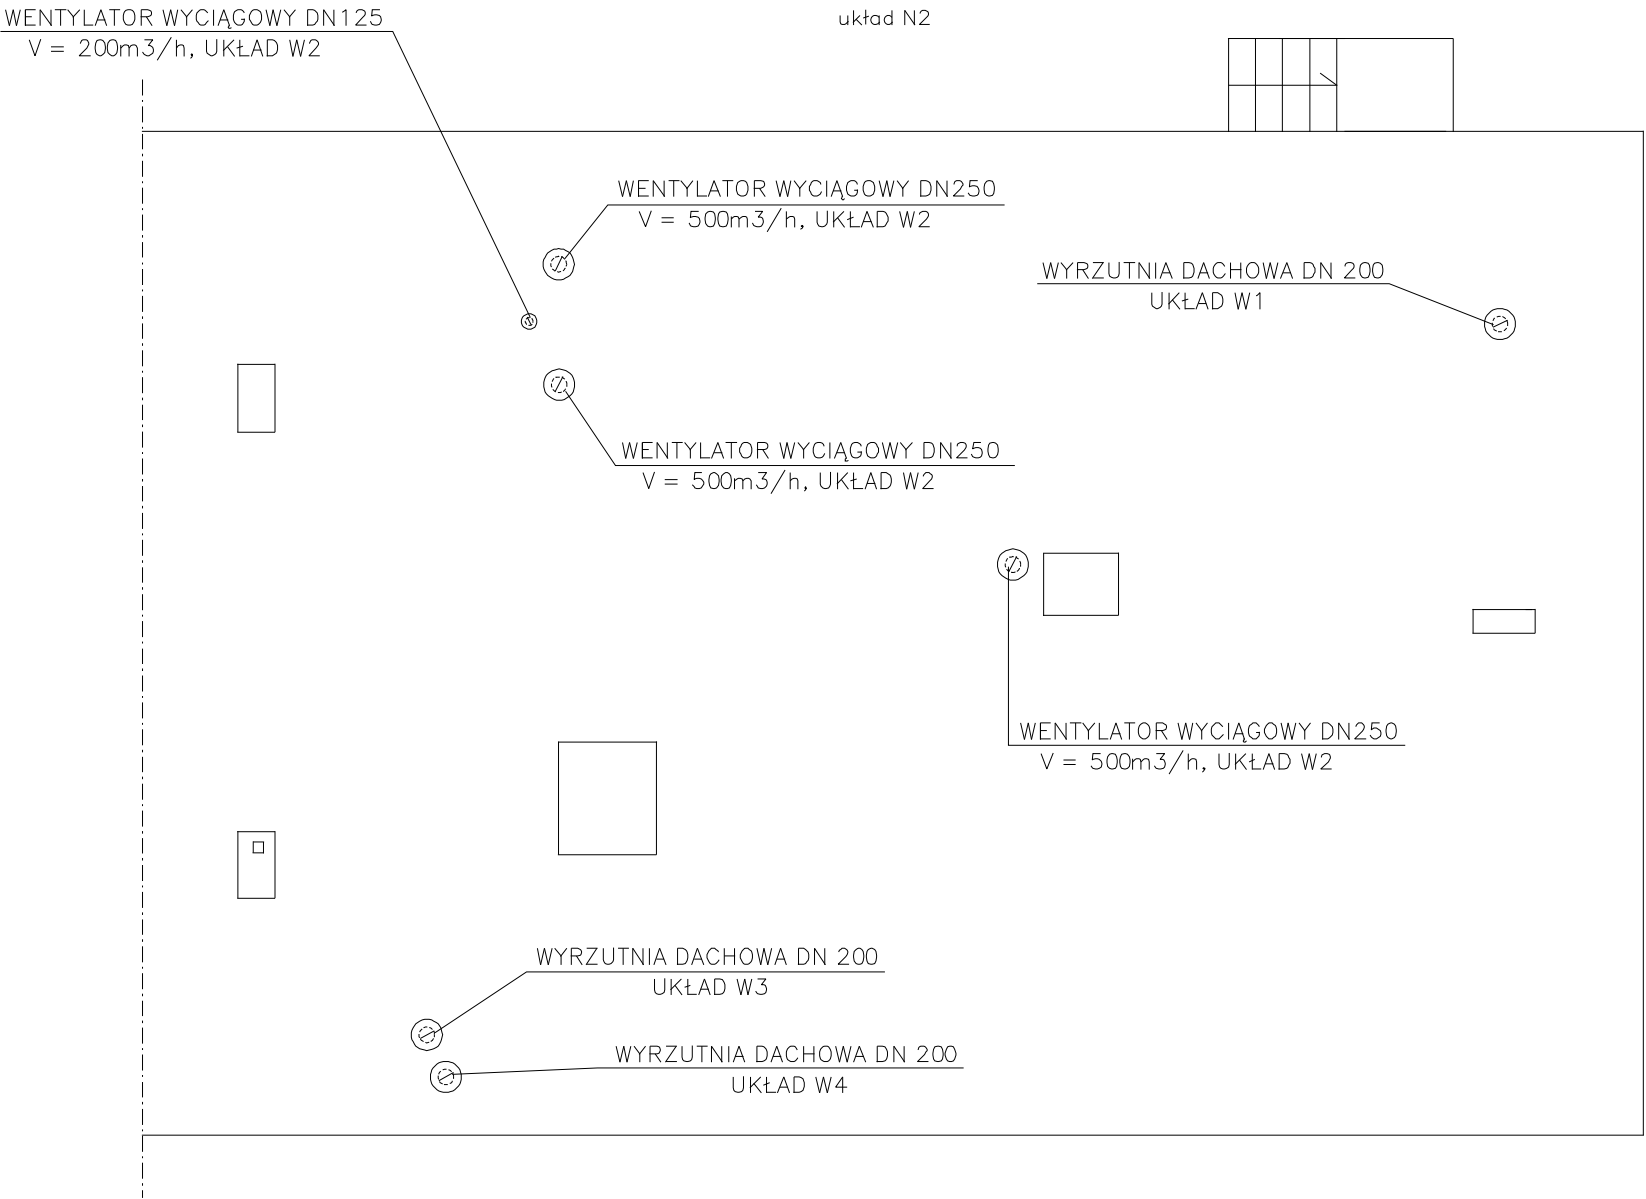 WENTYLATOR WYCIĄGOWY DN125
V = 200m3/h, UKŁAD W2
układ N2
WENTYLATOR WYCIĄGOWY DN250
V = 500m3/h, UKŁAD W2
WYRZUTNIA DACHOWA DN 200
UKŁAD W1
WENTYLATOR WYCIĄGOWY DN250
V = 500m3/h, UKŁAD W2
WENTYLATOR WYCIĄGOWY DN250
V = 500m3/h, UKŁAD W2
WYRZUTNIA DACHOWA DN 200
UKŁAD W3
WYRZUTNIA DACHOWA DN 200
UKŁAD W4